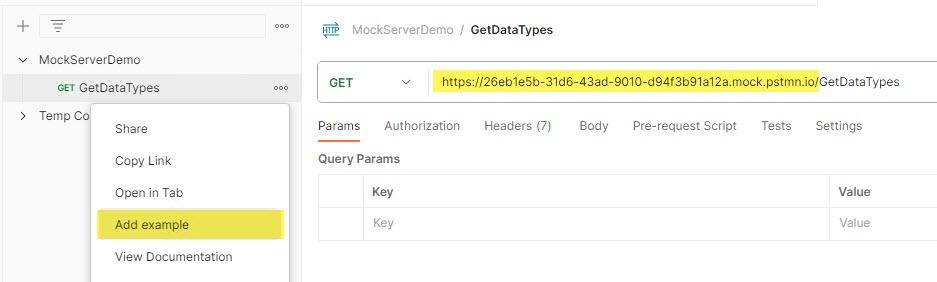 MockServerDemo
GET GetDataTypes
Temp Co
Share
Copy Link
Open in Tab
Add example
View Documentation
HTTP MockServerDemo / GetDataTypes
GET https://26eb1e5b-31d6-43ad-9010-d94f3b91a12a.mock.pstmn.io/GetDataTypes
Params Authorization Headers (7) Body Pre-request Script Tests Settings
Query Params
Key Value
Key Value